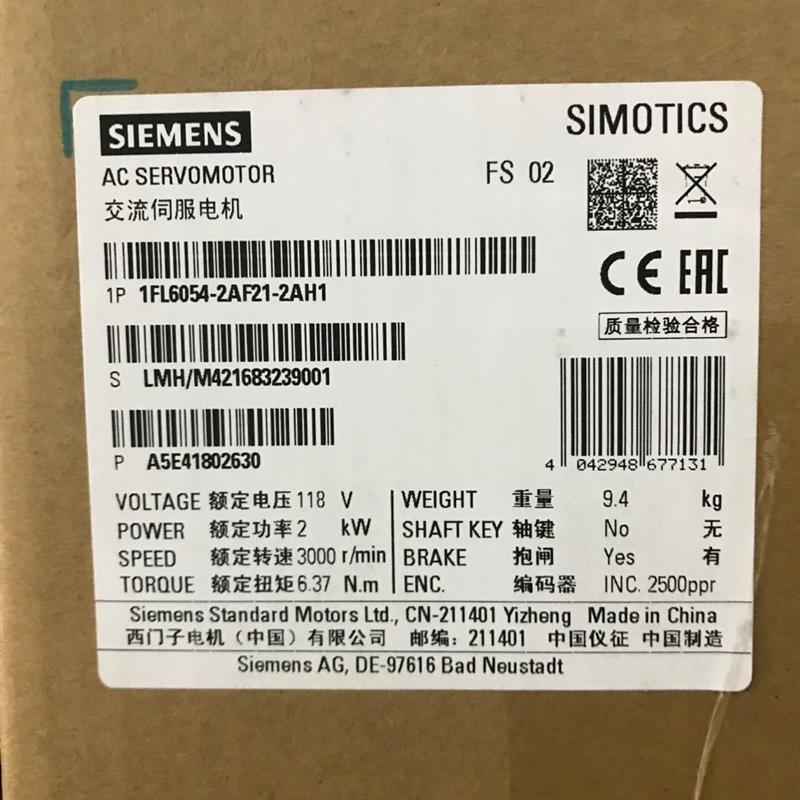 SIEMENS
SIMOTICS
AC SERVOMOTOR
FS 02
交流伺服电机
CE EAC
1P 1FL6054-2AF21-2AH1
质量检验合格
S LMH/M421683239001
P A5E41802630
4 042948 677131
VOLTAGE 额定电压 118 V
WEIGHT 重量 9.4 kg
POWER 额定功率 2 kW
SHAFT KEY 轴键 No 无
SPEED 额定转速 3000 r/min
BRAKE 抱闸 Yes 有
TORQUE 额定扭矩 6.37 N.m
ENC. 编码器 INC. 2500ppr
Siemens Standard Motors Ltd., CN-211401 Yizheng Made in China
西门子电机（中国）有限公司 邮编：211401 中国仪征 中国制造
Siemens AG, DE-97616 Bad Neustadt